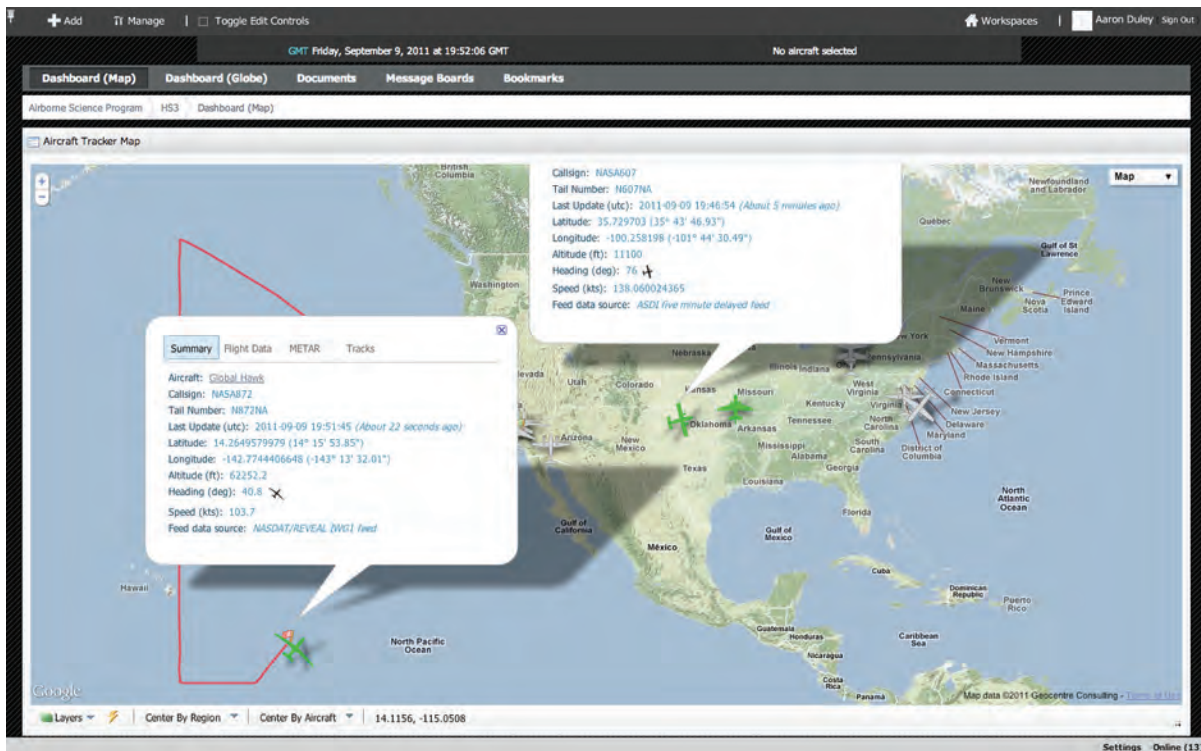 Add Manage | Toggle Edit Controls Workspaces | Aaron Duley Sign Out
GMT Friday, September 9, 2011 at 19:52:06 GMT No aircraft selected
Dashboard (Map) Dashboard (Globe) Documents Message Boards Bookmarks
Airborne Science Program HS3 Dashboard (Map)
Aircraft Tracker Map
+
-
Map
British
Columbia
Newfoundland
and Labrador
Québec
Gulf of St
Lawrence
Callsign: NASA607
Tail Number: N607NA
Last Update (utc): 2011-09-09 19:46:54 (About 5 minutes ago)
Latitude: 35.729703 (35° 43' 46.93")
Longitude: -100.258198 (-101° 44' 30.49")
Altitude (ft): 11100
Heading (deg): 76
Speed (kts): 138.060024365
Feed data source: ASDI five minute delayed feed
Washington
New
Brunswick
Prince
Edward
Island
Nova
Scotia
Maine
Summary Flight Data METAR Tracks
Aircraft: Global Hawk
Callsign: NASA872
Tail Number: N872NA
Last Update (utc): 2011-09-09 19:51:45 (About 22 seconds ago)
Latitude: 14.2649579979 (14° 15' 53.85")
Longitude: -142.7744406648 (-143° 13' 32.01")
Altitude (ft): 62252.2
Heading (deg): 40.8
Speed (kts): 103.7
Feed data source: NASDAT/REVEAL IWG1 feed
Vermont
New Hampshire
Massachusetts
Rhode Island
Connecticut
New Jersey
Delaware
Maryland
District of
Columbia
Nebraska
Illinois Indiana
Utah Colorado Kansas Missouri
West
Virginia
Kentucky Virginia
Oklahoma Arkansas Tennessee
North
Carolina
Arizona New
Mexico
Mississippi
Alabama
South
Carolina
Georgia
Texas
Louisiana
Florida
North
Atlantic
Ocean
Gulf of
California
Gulf of
Mexico
México
Cuba
Dominican
Republic
Puerto
Rico
Hawaii
North Pacific
Ocean
Guatemala
Honduras
Caribbean
Sea
Nicaragua
Costa
Rica
Panamá
Google
Map data ©2011 Geocentre Consulting - Terms of Use
Layers Center By Region Center By Aircraft 14.1156, -115.0508
Settings Online (13